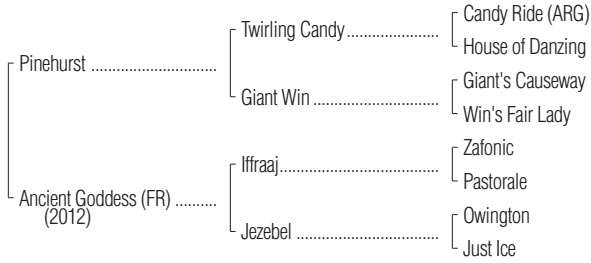 Candy Ride (ARG)
Twirling Candy....................
House of Danzing
Pinehurst ...........................
Giant's Causeway
Giant Win ...........................
Win's Fair Lady
Zafonic
Iffraaj..................................
Pastorale
Ancient Goddess (FR) .........
(2012)
Owington
Jezebel ..............................
Just Ice